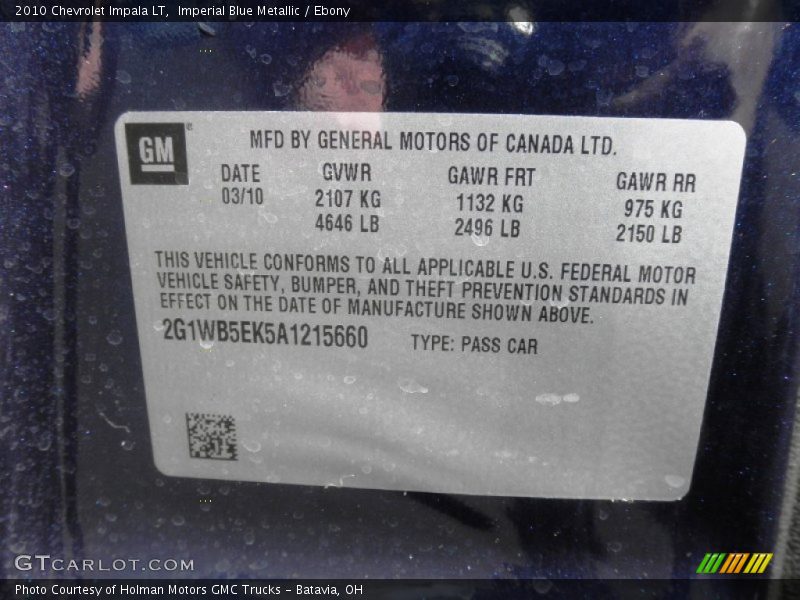 2010 Chevrolet Impala LT,  Imperial Blue Metallic / Ebony
GM
MFD BY GENERAL MOTORS OF CANADA LTD.
DATE GVWR GAWR FRT GAWR RR
03/10 2107 KG 1132 KG 975 KG
4646 LB 2496 LB 2150 LB
THIS VEHICLE CONFORMS TO ALL APPLICABLE U.S. FEDERAL MOTOR
VEHICLE SAFETY, BUMPER, AND THEFT PREVENTION STANDARDS IN
EFFECT ON THE DATE OF MANUFACTURE SHOWN ABOVE.
2G1WB5EK5A1215660 TYPE: PASS CAR
GTCARLOT.COM
Photo Courtesy of Holman Motors GMC Trucks - Batavia, OH